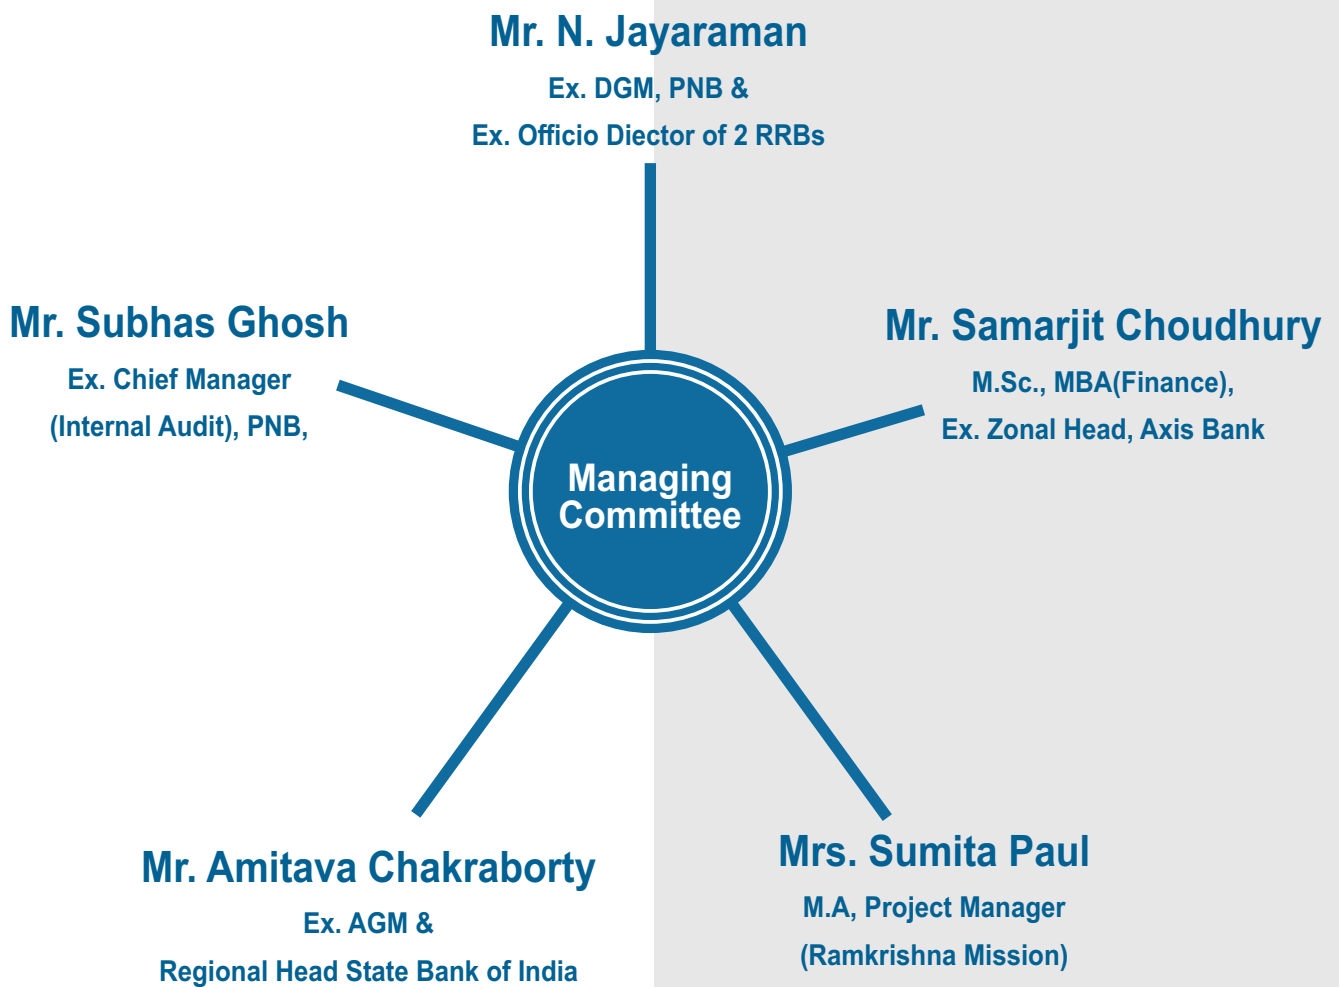 Mr. N. Jayaraman
Ex. DGM, PNB &
Ex. Officio Diector of 2 RRBs
Mr. Subhas Ghosh
Ex. Chief Manager
(Internal Audit), PNB,
Mr. Samarjit Choudhury
M.Sc., MBA(Finance),
Ex. Zonal Head, Axis Bank
Managing
Committee
Mr. Amitava Chakraborty
Ex. AGM &
Regional Head State Bank of India
Mrs. Sumita Paul
M.A, Project Manager
(Ramkrishna Mission)